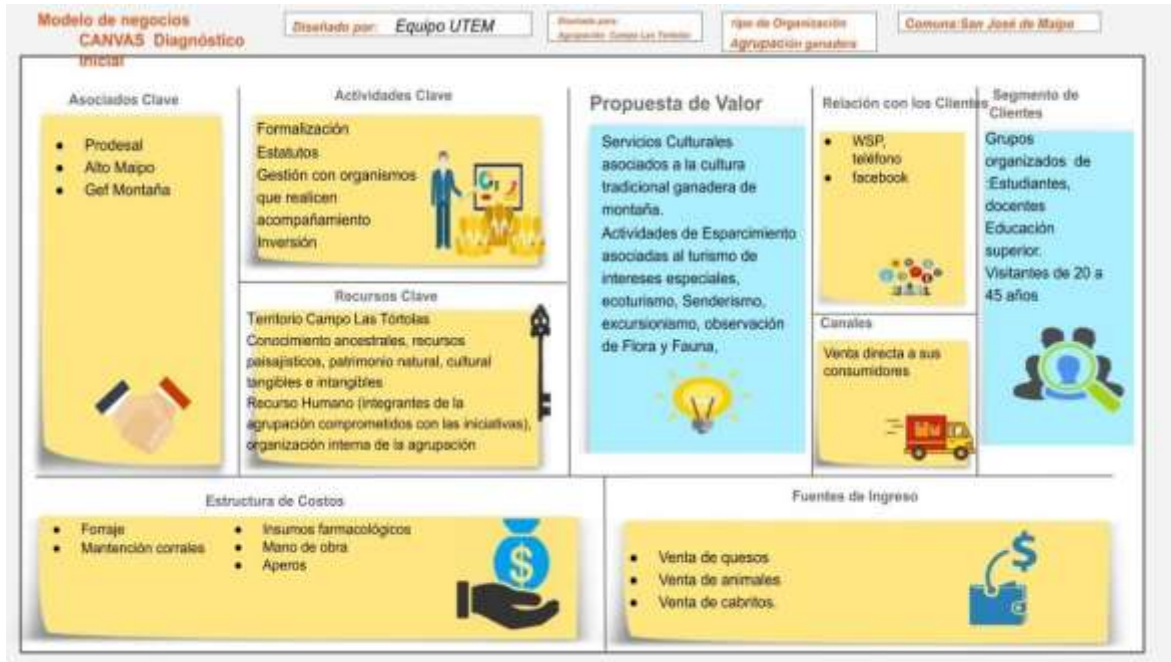 Modelo de negocios
CANVAS Diagnóstico
Inicial
Diseñado por: Equipo UTEM
Diseñado para:
Agrupación Campo Las Tórtolas
Tipo de Organización
Agrupación ganadera
Comuna:San José de Maipo
Asociados Clave
Prodesal
Alto Maipo
Gef Montaña
Actividades Clave
Formalización
Estatutos
Gestión con organismos
que realicen
acompañamiento
Inversión
Recursos Clave
Territorio Campo Las Tórtolas
Conocimiento ancestrales, recursos
paisajísticos, patrimonio natural, cultural
tangibles e intangibles
Recurso Humano (integrantes de la
agrupación comprometidos con las iniciativas),
organización interna de la agrupación
Propuesta de Valor
Servicios Culturales
asociados a la cultura
tradicional ganadera de
montaña.
Actividades de Esparcimiento
asociadas al turismo de
intereses especiales,
ecoturismo, Senderismo,
excursionismo, observación
de Flora y Fauna,
Relación con los Clientes
WSP,
teléfono
facebook
Canales
Venta directa a sus
consumidores
Segmento de
Clientes
Grupos
organizados de
:Estudiantes,
docentes
Educación
superior.
Visitantes de 20 a
45 años
Estructura de Costos
Forraje
Mantención corrales
Insumos farmacológicos
Mano de obra
Aperos
Fuentes de Ingreso
Venta de quesos
Venta de animales
Venta de cabritos.